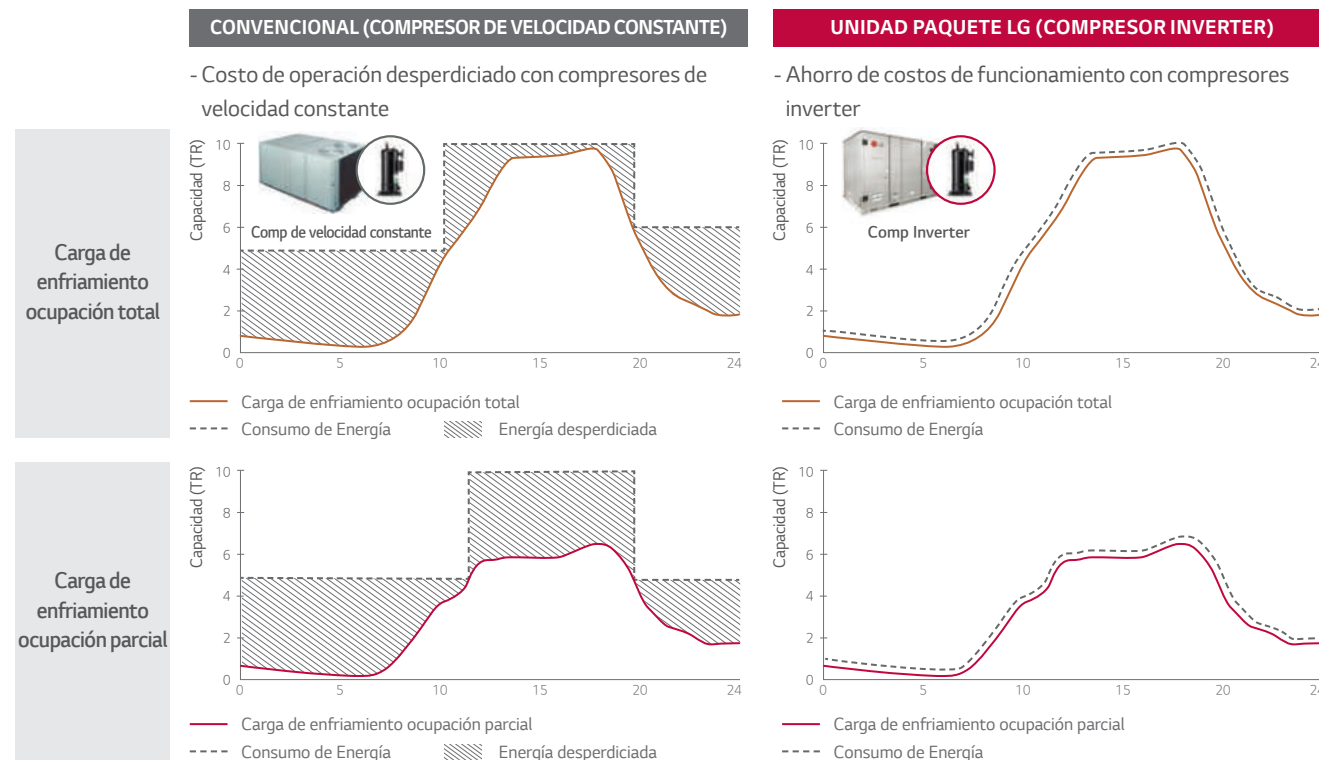 CONVENCIONAL (COMPRESOR DE VELOCIDAD CONSTANTE)
- Costo de operación desperdiciado con compresores de
velocidad constante
UNIDAD PAQUETE LG (COMPRESOR INVERTER)
- Ahorro de costos de funcionamiento con compresores
inverter
Carga de
enfriamiento
ocupación total
Capacidad (TR)
10
8
6
4
2
0
Comp de velocidad constante
0 5 10 15 20 24
Carga de enfriamiento ocupación total
Consumo de Energía
Energía desperdiciada
Capacidad (TR)
10
8
6
4
2
0
Comp Inverter
0 5 10 15 20 24
Carga de enfriamiento ocupación total
Consumo de Energía
Carga de
enfriamiento
ocupación parcial
Capacidad (TR)
10
8
6
4
2
0
0 5 10 15 20 24
Carga de enfriamiento ocupación parcial
Consumo de Energía
Energía desperdiciada
Capacidad (TR)
10
8
6
4
2
0
0 5 10 15 20 24
Carga de enfriamiento ocupación parcial
Consumo de Energía